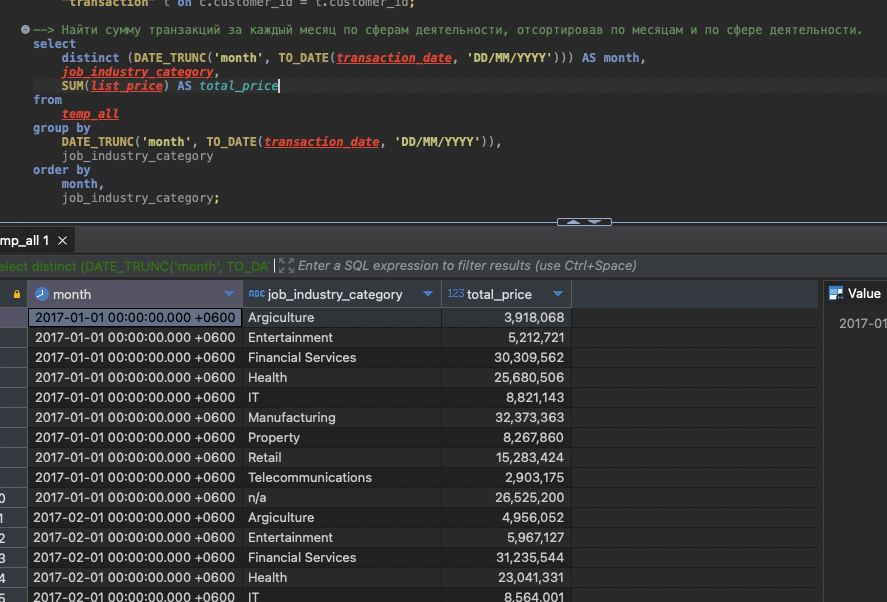 "transaction" t on c.customer_id = t.customer_id;
--> Найти сумму транзакций за каждый месяц по сферам деятельности, отсортировав по месяцам и по сфере деятельности.
select
distinct (DATE_TRUNC('month', TO_DATE(transaction_date, 'DD/MM/YYYY'))) AS month,
job_industry_category,
SUM(list_price) AS total_price
from
temp_all
group by
DATE_TRUNC('month', TO_DATE(transaction_date, 'DD/MM/YYYY')),
job_industry_category
order by
month,
job_industry_category;
mp_all 1
elect distinct (DATE_TRUNC('month', TO_DA Enter a SQL expression to filter results (use Ctrl+Space)
month ABC job_industry_category 123 total_price Value
2017-01-01 00:00:00.000 +0600 Argiculture 3,918,068 2017-01
2017-01-01 00:00:00.000 +0600 Entertainment 5,212,721
2017-01-01 00:00:00.000 +0600 Financial Services 30,309,562
2017-01-01 00:00:00.000 +0600 Health 25,680,506
2017-01-01 00:00:00.000 +0600 IT 8,821,143
2017-01-01 00:00:00.000 +0600 Manufacturing 32,373,363
2017-01-01 00:00:00.000 +0600 Property 8,267,860
2017-01-01 00:00:00.000 +0600 Retail 15,283,424
2017-01-01 00:00:00.000 +0600 Telecommunications 2,903,175
0 2017-01-01 00:00:00.000 +0600 n/a 26,525,200
1 2017-02-01 00:00:00.000 +0600 Argiculture 4,956,052
2 2017-02-01 00:00:00.000 +0600 Entertainment 5,967,127
3 2017-02-01 00:00:00.000 +0600 Financial Services 31,235,544
4 2017-02-01 00:00:00.000 +0600 Health 23,041,331
5 2017-02-01 00:00:00.000 +0600 IT 8,564,001